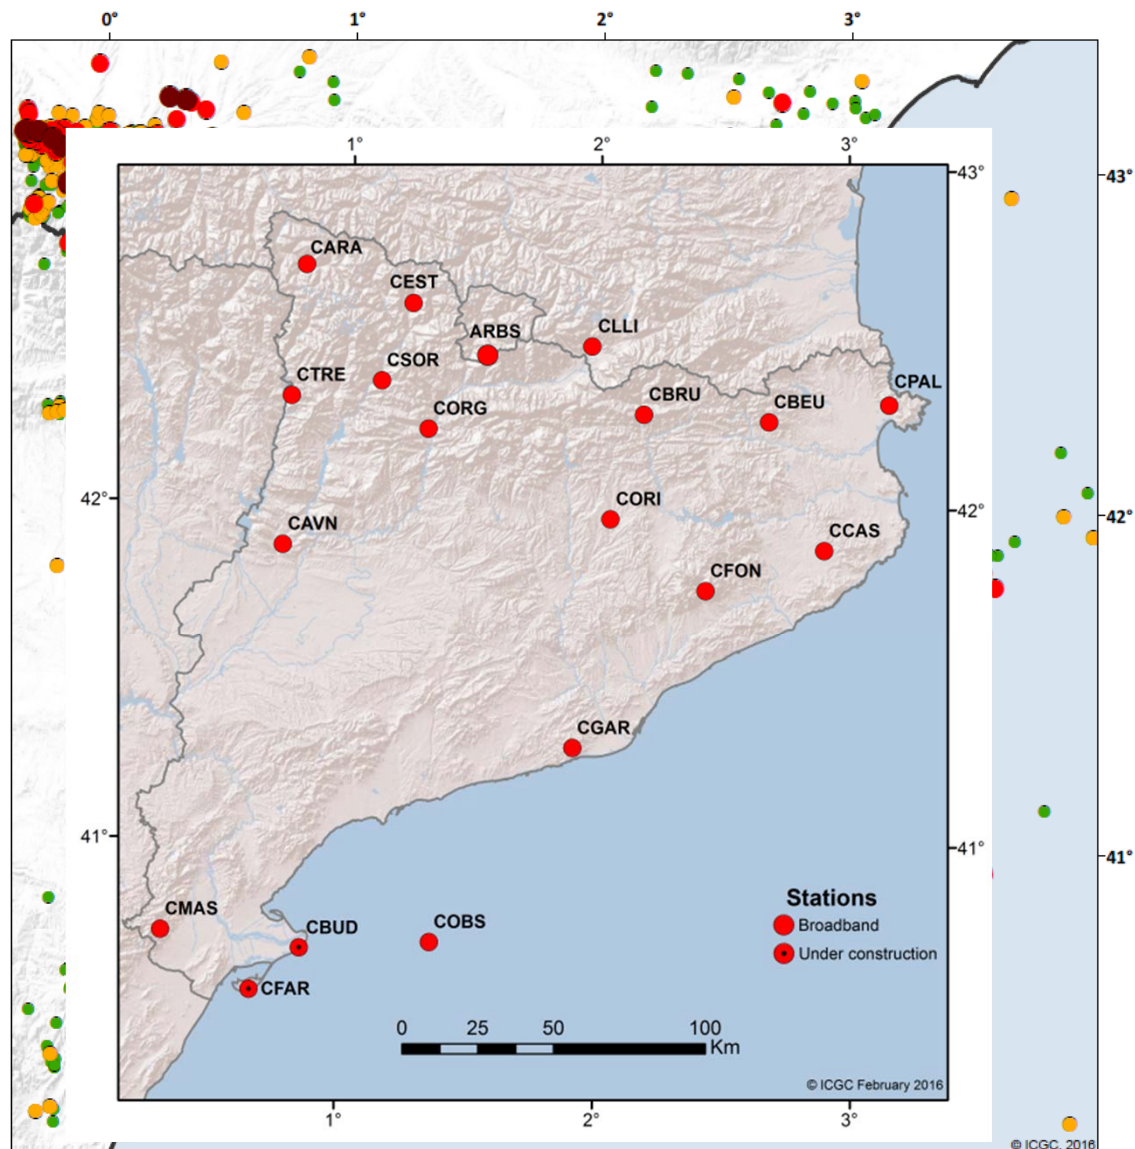 0° 1° 2° 3°
1° 2° 3°
43°
43°
CARA
CEST
ARBS
CLLI
CSOR
CTRE
CPAL
CBRU
CBEU
CORG
42°
42°
42°
CORI
CAVN
CCAS
CFON
CGAR
41°
41°
41°
Stations
Broadband
Under construction
CMAS
CBUD
COBS
CFAR
0 25 50 100
Km
© ICGC February 2016
1° 2° 3°
© ICGC, 2016